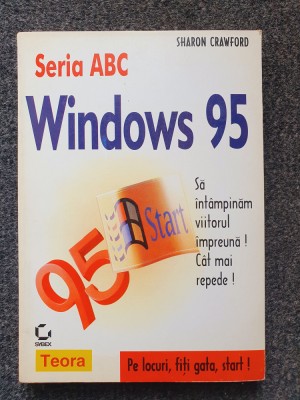 SHARON CRAWFORD
Seria ABC
Windows 95
Să
întâmpinăm
viitorul
împreună !
Cât mai
repede !
95
Start
SYBEX
Teora
Pe locuri, fiți gata, start !